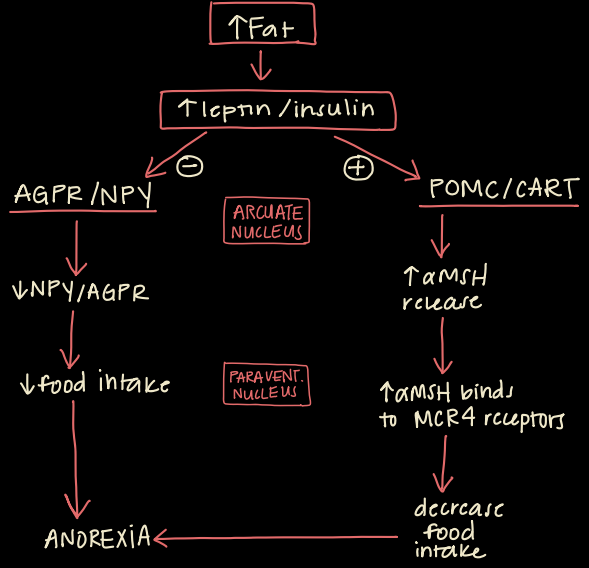 ↑Fat
↑leptin/insulin
−
+
AGPR/NPY
POMC/CART
ARCUATE
NUCLEUS
↓NPY/AGPR
↑αMSH
release
↓food intake
PARAVENT.
NUCLEUS
↑αMSH binds
to MCR4 receptors
ANOREXIA
decrease
food
intake